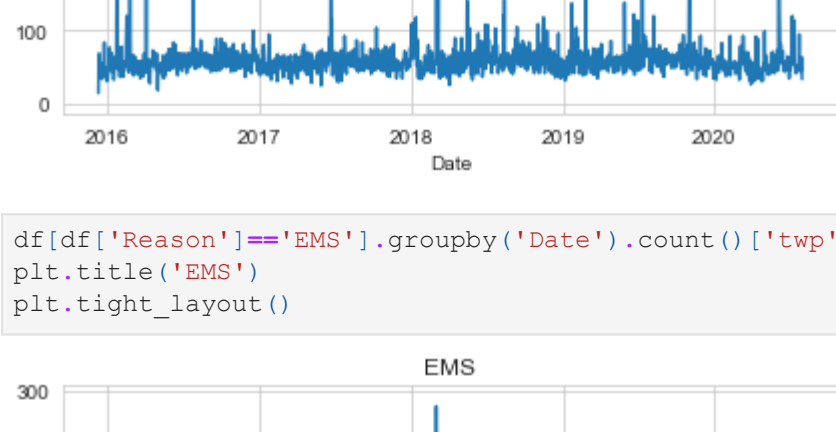 100
0
2016 2017 2018 2019 2020
Date
df[df['Reason']=='EMS'].groupby('Date').count()['twp'
plt.title('EMS')
plt.tight_layout()
EMS
300